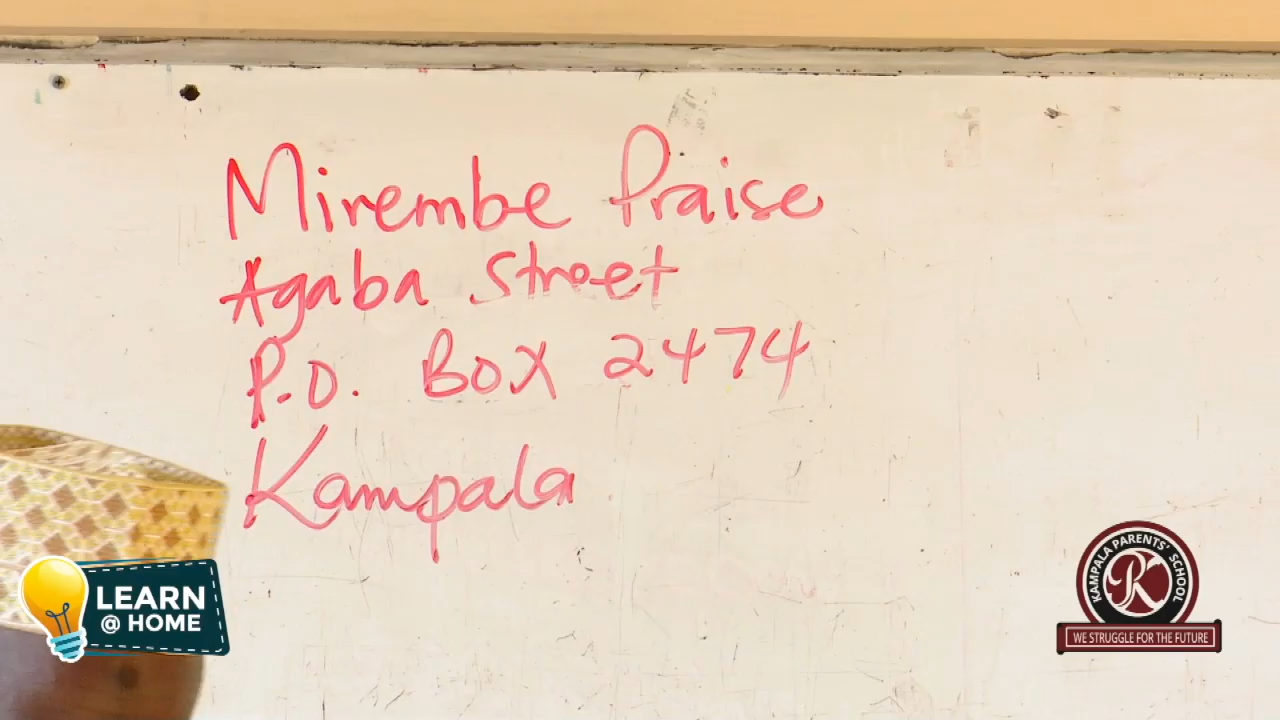 Mirembe Praise
Agaba Street
P.O. BOX 2474
Kampala
LEARN
@ HOME
KAMPALA PARENTS' SCHOOL
WE STRUGGLE FOR THE FUTURE